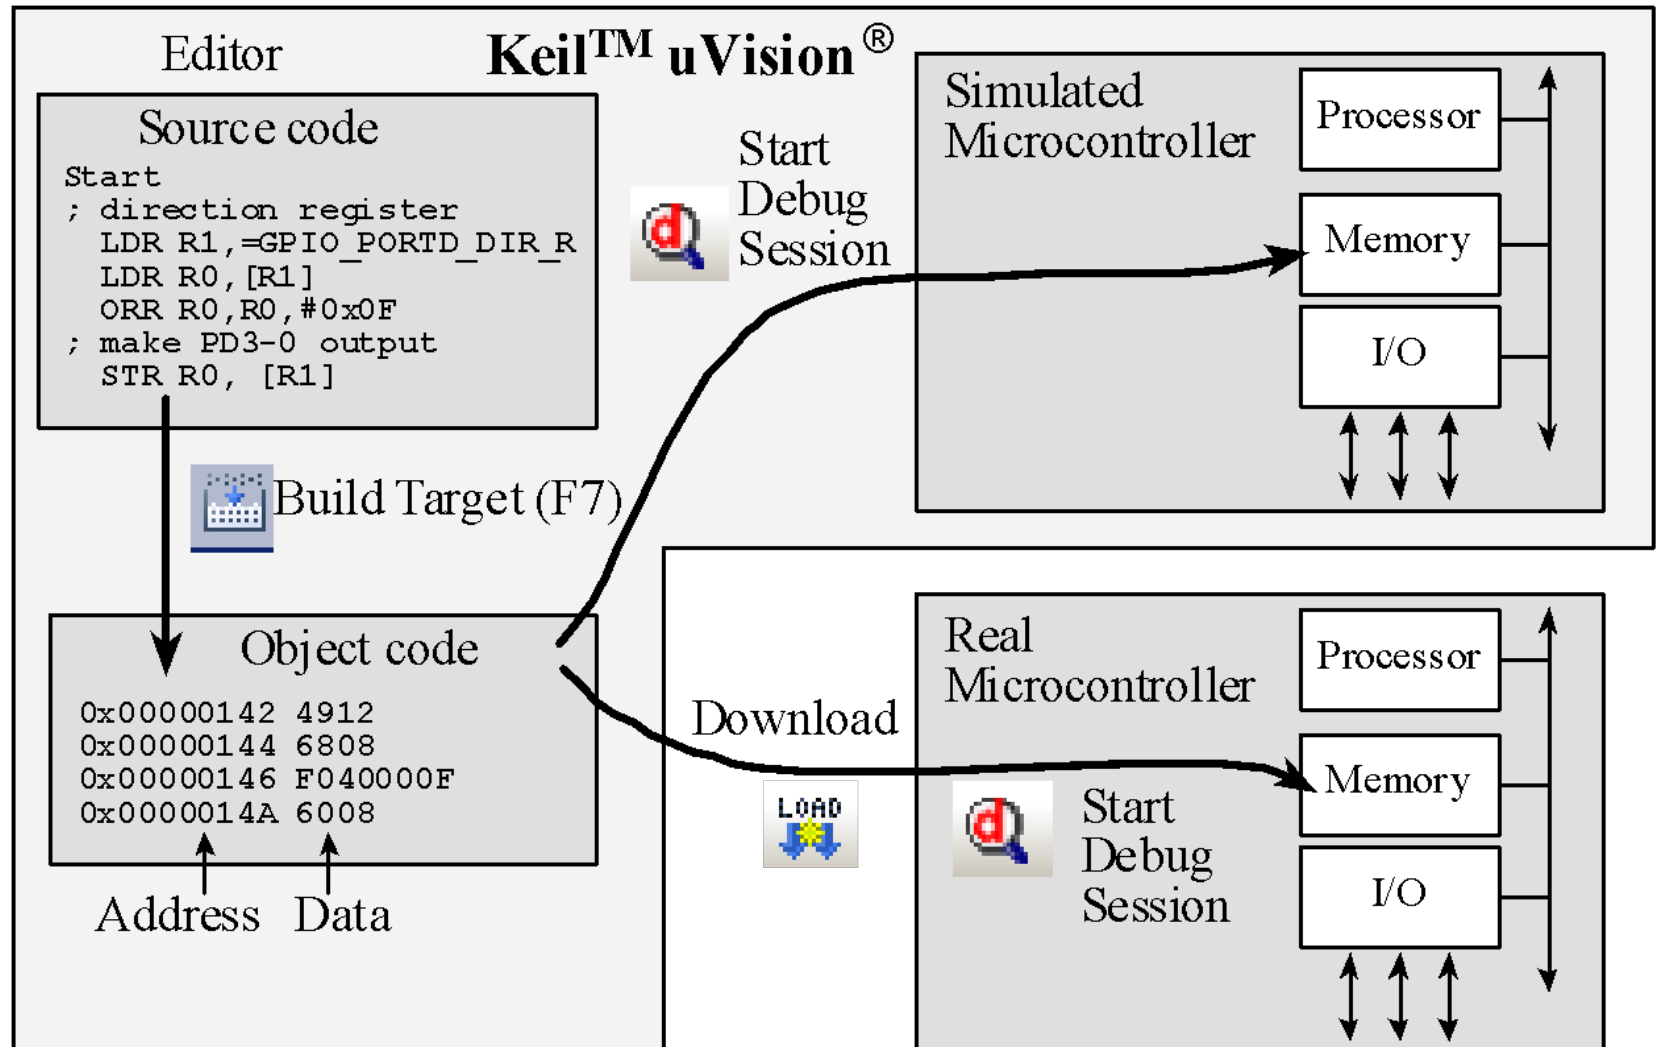 Editor
Keil™ uVision®
Source code
Start
; direction register
LDR R1,=GPIO_PORTD_DIR_R
LDR R0,[R1]
ORR R0,R0,#0x0F
; make PD3-0 output
STR R0, [R1]
Build Target (F7)
Object code
0x00000142 4912
0x00000144 6808
0x00000146 F040000F
0x0000014A 6008
Address
Data
d
Start
Debug
Session
Simulated
Microcontroller
Processor
Memory
I/O
Download
LOAD
Real
Microcontroller
d
Start
Debug
Session
Processor
Memory
I/O